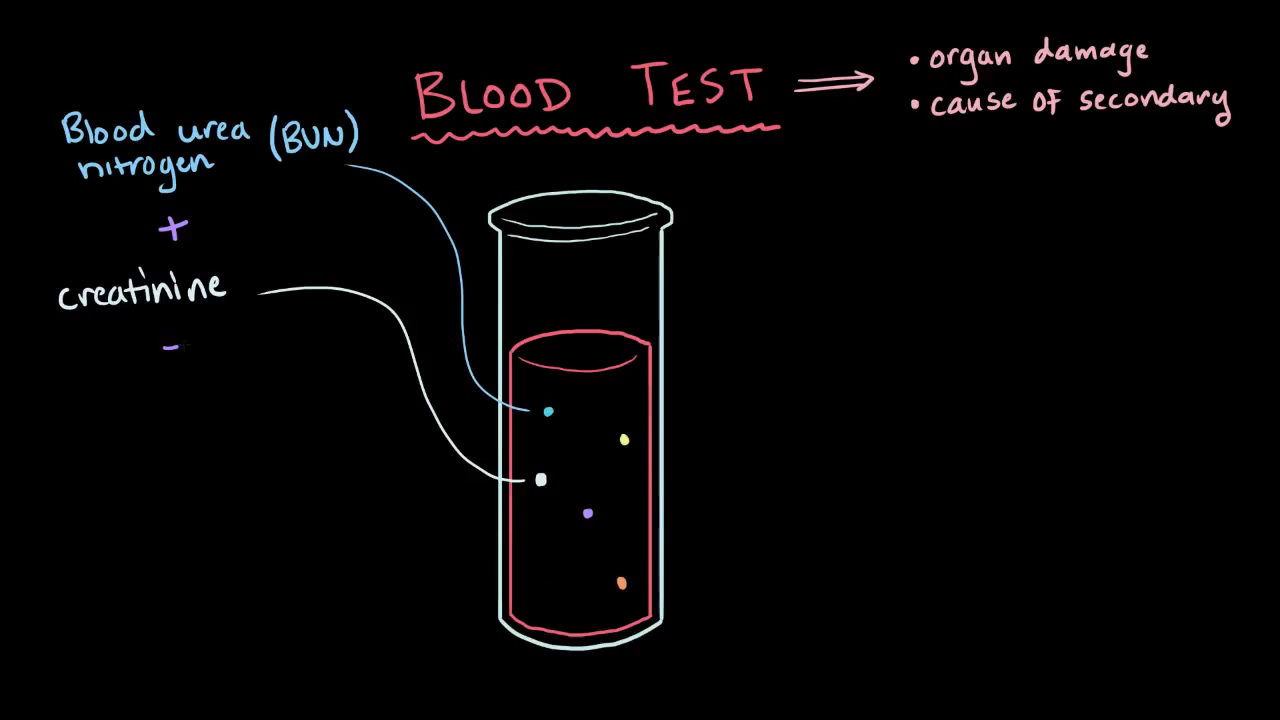 BLOOD TEST
• organ damage
• cause of secondary
Blood urea (BUN)
nitrogen
+
creatinine
-